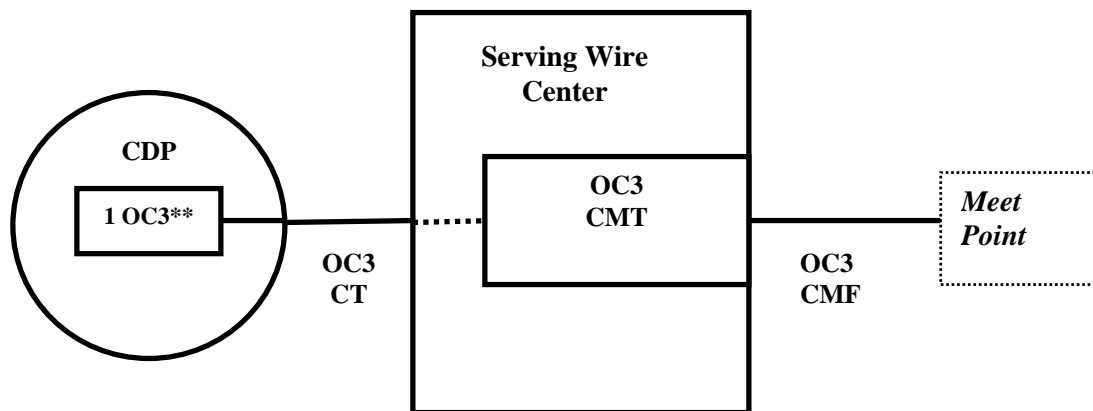 Serving Wire
Center
CDP
1 OC3**
OC3
CMT
Meet
Point
OC3
CT
OC3
CMF